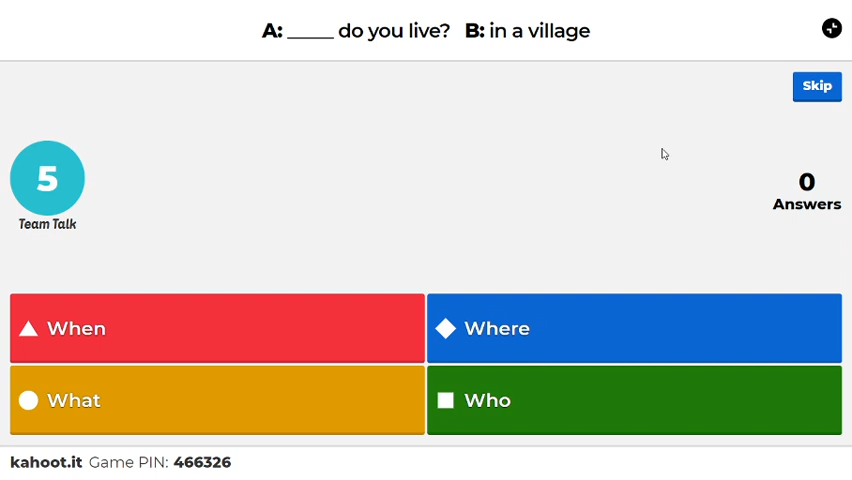 A: _____ do you live? B: in a village
Skip
5
Team Talk
0
Answers
When
Where
What
Who
kahoot.it Game PIN: 466326